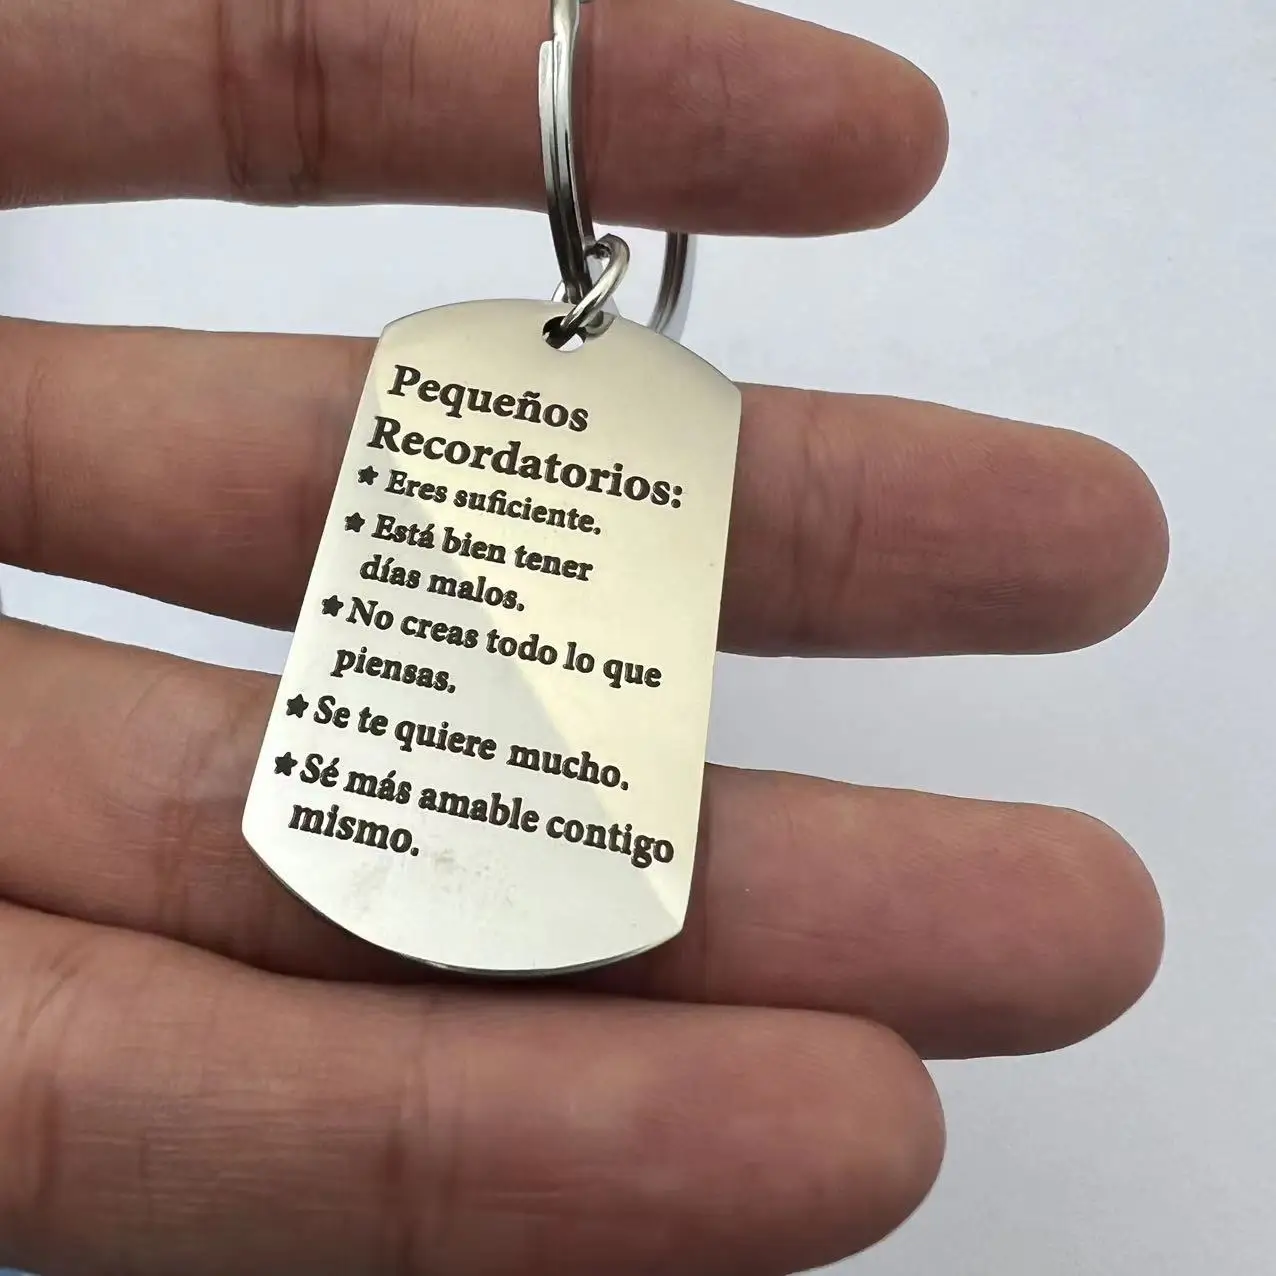 Pequeños
Recordatorios:
★ Eres suficiente.
★ Está bien tener
días malos.
★ No creas todo lo que
piensas.
★ Se te quiere mucho.
★ Sé más amable contigo
mismo.